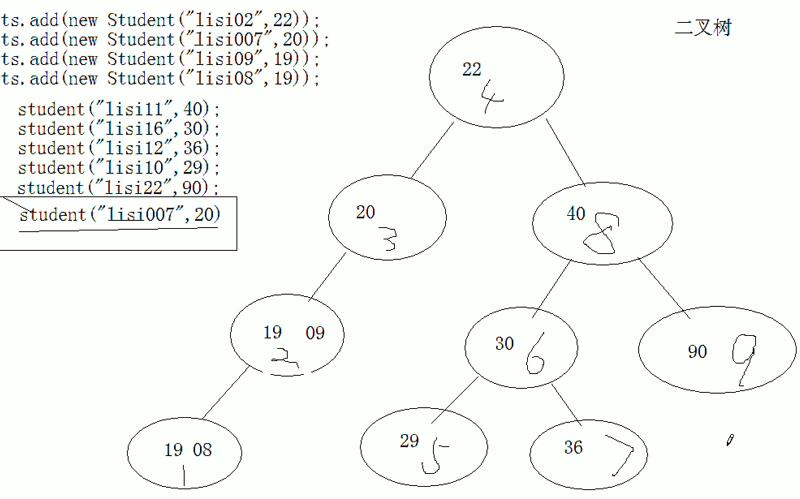 ts.add(new Student("lisi02",22));
ts.add(new Student("lisi007",20));
ts.add(new Student("lisi09",19));
ts.add(new Student("lisi08",19));
student("lisi11",40);
student("lisi16",30);
student("lisi12",36);
student("lisi10",29);
student("lisi22",90);
student("lisi007",20)
二叉树
22
4
20
3
40
8
19 09
2
30
6
90
9
19 08
1
29
5
36
7